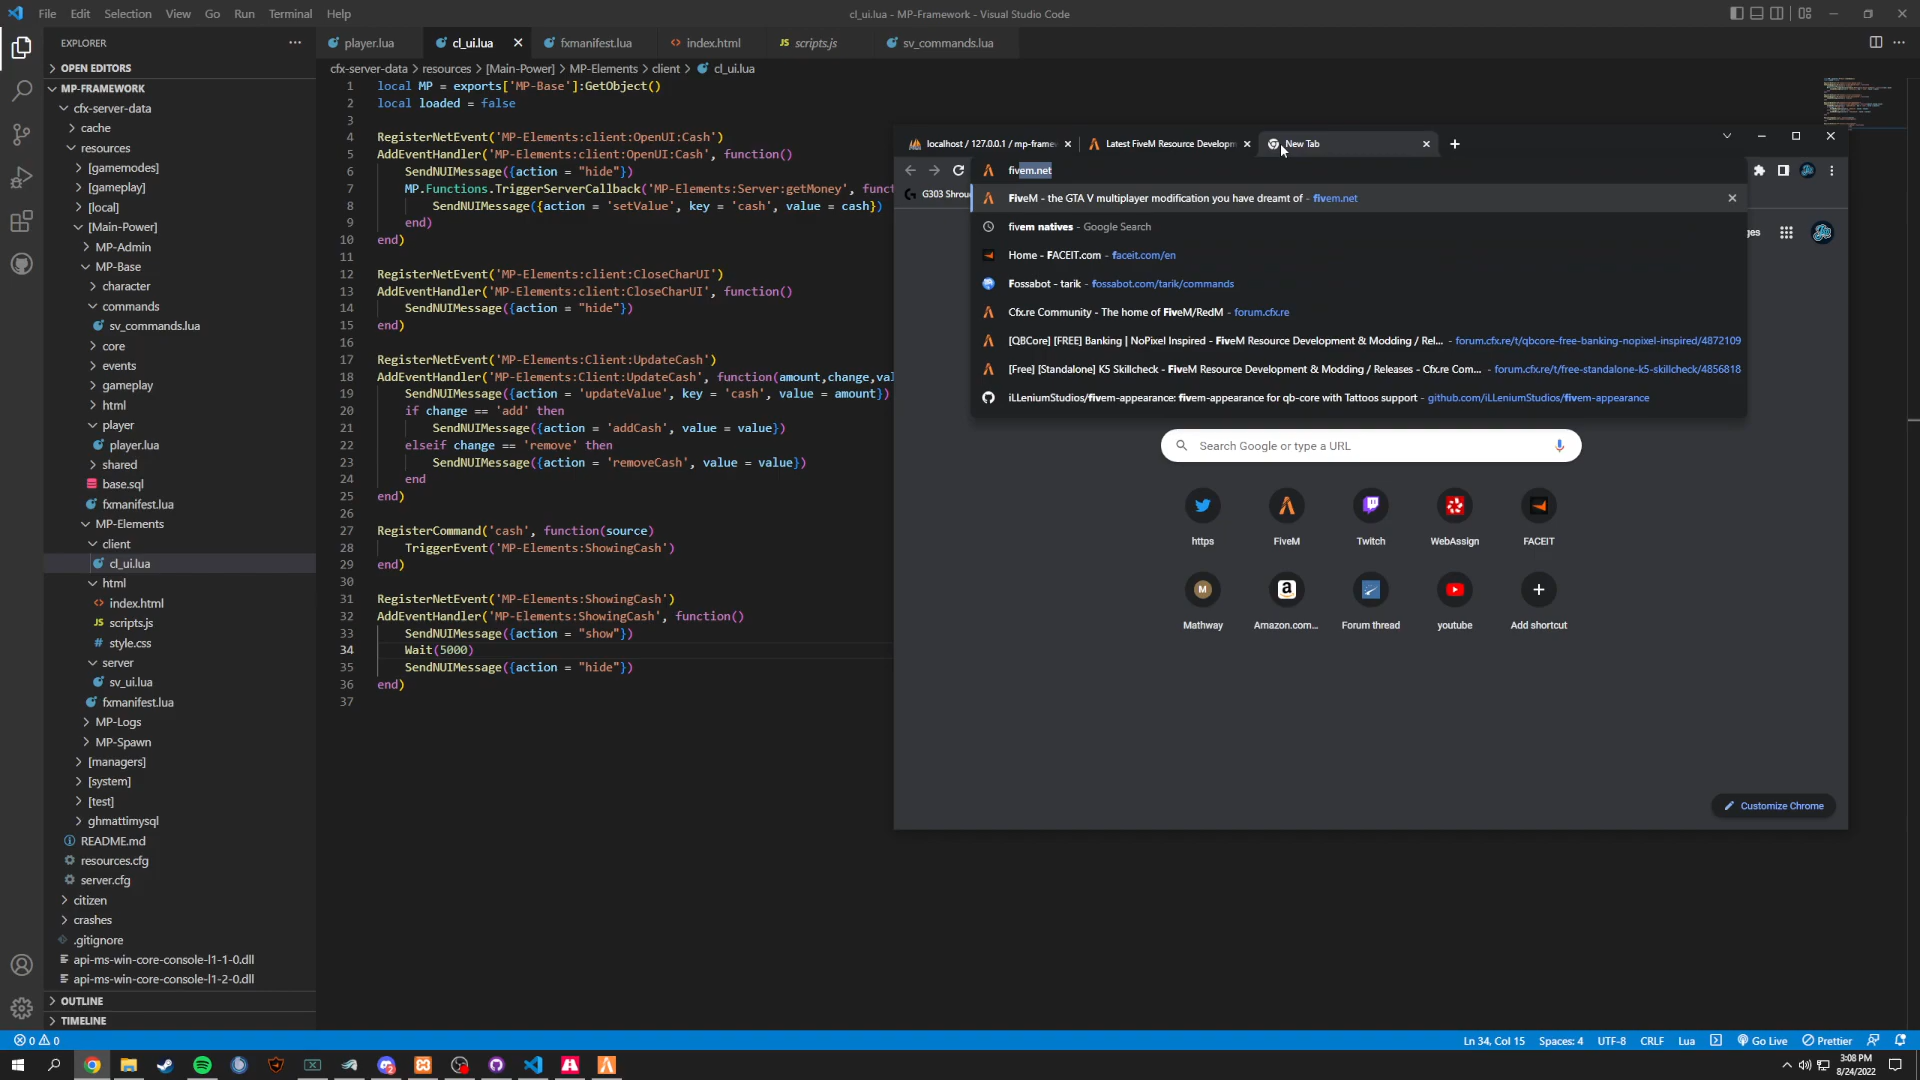 File Edit Selection View Go Run Terminal Help
cl_ui.lua - MP-Framework - Visual Studio Code
EXPLORER
OPEN EDITORS
MP-FRAMEWORK
cfx-server-data
cache
resources
[gamemodes]
[gameplay]
[local]
[Main-Power]
MP-Admin
MP-Base
character
commands
sv_commands.lua
core
events
gameplay
html
player
player.lua
shared
base.sql
fxmanifest.lua
MP-Elements
client
cl_ui.lua
html
index.html
scripts.js
style.css
server
sv_ui.lua
fxmanifest.lua
MP-Logs
MP-Spawn
[managers]
[system]
[test]
ghmattimysql
README.md
resources.cfg
server.cfg
citizen
crashes
.gitignore
api-ms-win-core-console-l1-1-0.dll
api-ms-win-core-console-l1-2-0.dll
OUTLINE
TIMELINE
player.lua cl_ui.lua fxmanifest.lua index.html scripts.js sv_commands.lua
cfx-server-data > resources > [Main-Power] > MP-Elements > client > cl_ui.lua
1 local MP = exports['MP-Base']:GetObject()
2 local loaded = false
3
4 RegisterNetEvent('MP-Elements:client:OpenUI:Cash')
5 AddEventHandler('MP-Elements:client:OpenUI:Cash', function()
6 SendNUIMessage({action = "hide"})
7 MP.Functions.TriggerServerCallback('MP-Elements:Server:getMoney', func
8 SendNUIMessage({action = 'setValue', key = 'cash', value = cash})
9 end)
10 end)
11
12 RegisterNetEvent('MP-Elements:client:CloseCharUI')
13 AddEventHandler('MP-Elements:client:CloseCharUI', function()
14 SendNUIMessage({action = "hide"})
15 end)
16
17 RegisterNetEvent('MP-Elements:Client:UpdateCash')
18 AddEventHandler('MP-Elements:Client:UpdateCash', function(amount,change,val
19 SendNUIMessage({action = 'updateValue', key = 'cash', value = amount})
20 if change == 'add' then
21 SendNUIMessage({action = 'addCash', value = value})
22 elseif change == 'remove' then
23 SendNUIMessage({action = 'removeCash', value = value})
24 end
25 end)
26
27 RegisterCommand('cash', function(source)
28 TriggerEvent('MP-Elements:ShowingCash')
29 end)
30
31 RegisterNetEvent('MP-Elements:ShowingCash')
32 AddEventHandler('MP-Elements:ShowingCash', function()
33 SendNUIMessage({action = "show"})
34 Wait(5000)
35 SendNUIMessage({action = "hide"})
36 end)
37
localhost / 127.0.0.1 / mp-frame Latest FiveM Resource Developm New Tab
fivem.net
G303 Shrou
FiveM - the GTA V multiplayer modification you have dreamt of - fivem.net
fivem natives - Google Search
Home - FACEIT.com - faceit.com/en
Fossabot - tarik - fossabot.com/tarik/commands
Cfx.re Community - The home of FiveM/RedM - forum.cfx.re
[QBCore] [FREE] Banking | NoPixel Inspired - FiveM Resource Development & Modding / Rel... - forum.cfx.re/t/qbcore-free-banking-nopixel-inspired/4872109
[Free] [Standalone] K5 Skillcheck - FiveM Resource Development & Modding / Releases - Cfx.re Com... - forum.cfx.re/t/free-standalone-k5-skillcheck/4856818
iLLeniumStudios/fivem-appearance: fivem-appearance for qb-core with Tattoos support - github.com/iLLeniumStudios/fivem-appearance
ges
Search Google or type a URL
https FiveM Twitch WebAssign FACEIT
M
Mathway Amazon.com... Forum thread youtube Add shortcut
Customize Chrome
0 0
Ln 34, Col 15 Spaces: 4 UTF-8 CRLF Lua Go Live Prettier
3:08 PM
8/24/2022